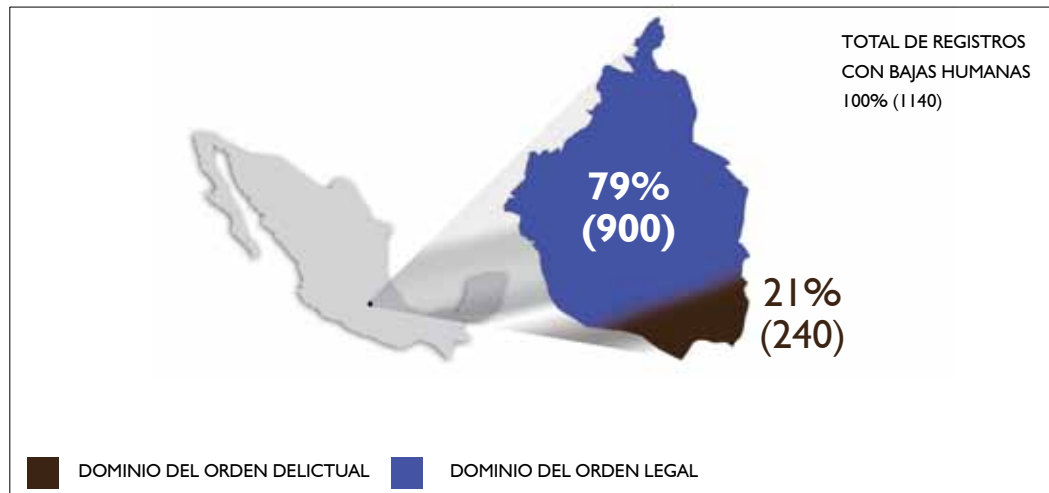 TOTAL DE REGISTROS
CON BAJAS HUMANAS
100% (1140)
79%
(900)
21%
(240)
DOMINIO DEL ORDEN DELICTUAL
DOMINIO DEL ORDEN LEGAL